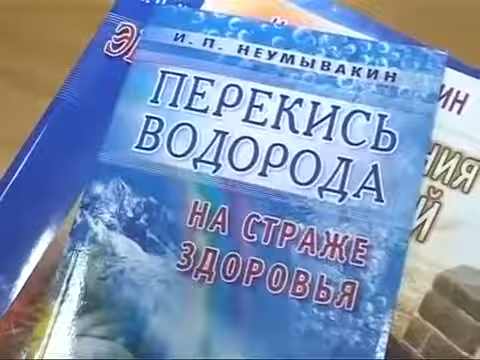 И. П. НЕУМЫВАКИН
ПЕРЕКИСЬ
ВОДОРОДА
НА СТРАЖЕ
ЗДОРОВЬЯ